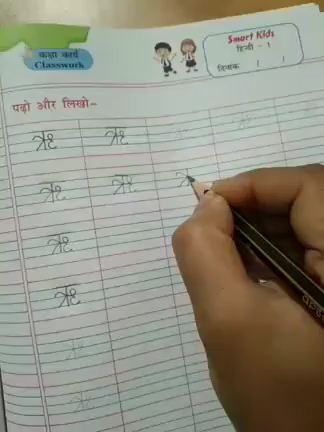 कक्षा कार्य
Classwork
Smart Kids
हिन्दी - 1
दिनांक / /
पढ़ो और लिखो-
ऋ ऋ
ऋ ऋ
ऋ
ऋ
ऋ
ऋ